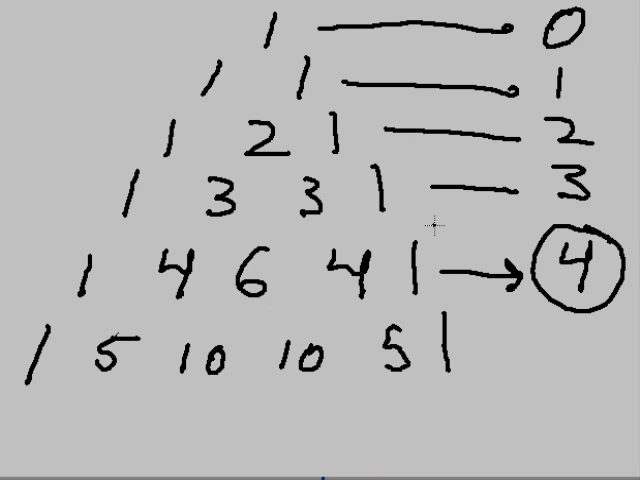 1 0
1 1 1
1 2 1 2
1 3 3 1 3
1 4 6 4 1 4
1 5 10 10 5 1